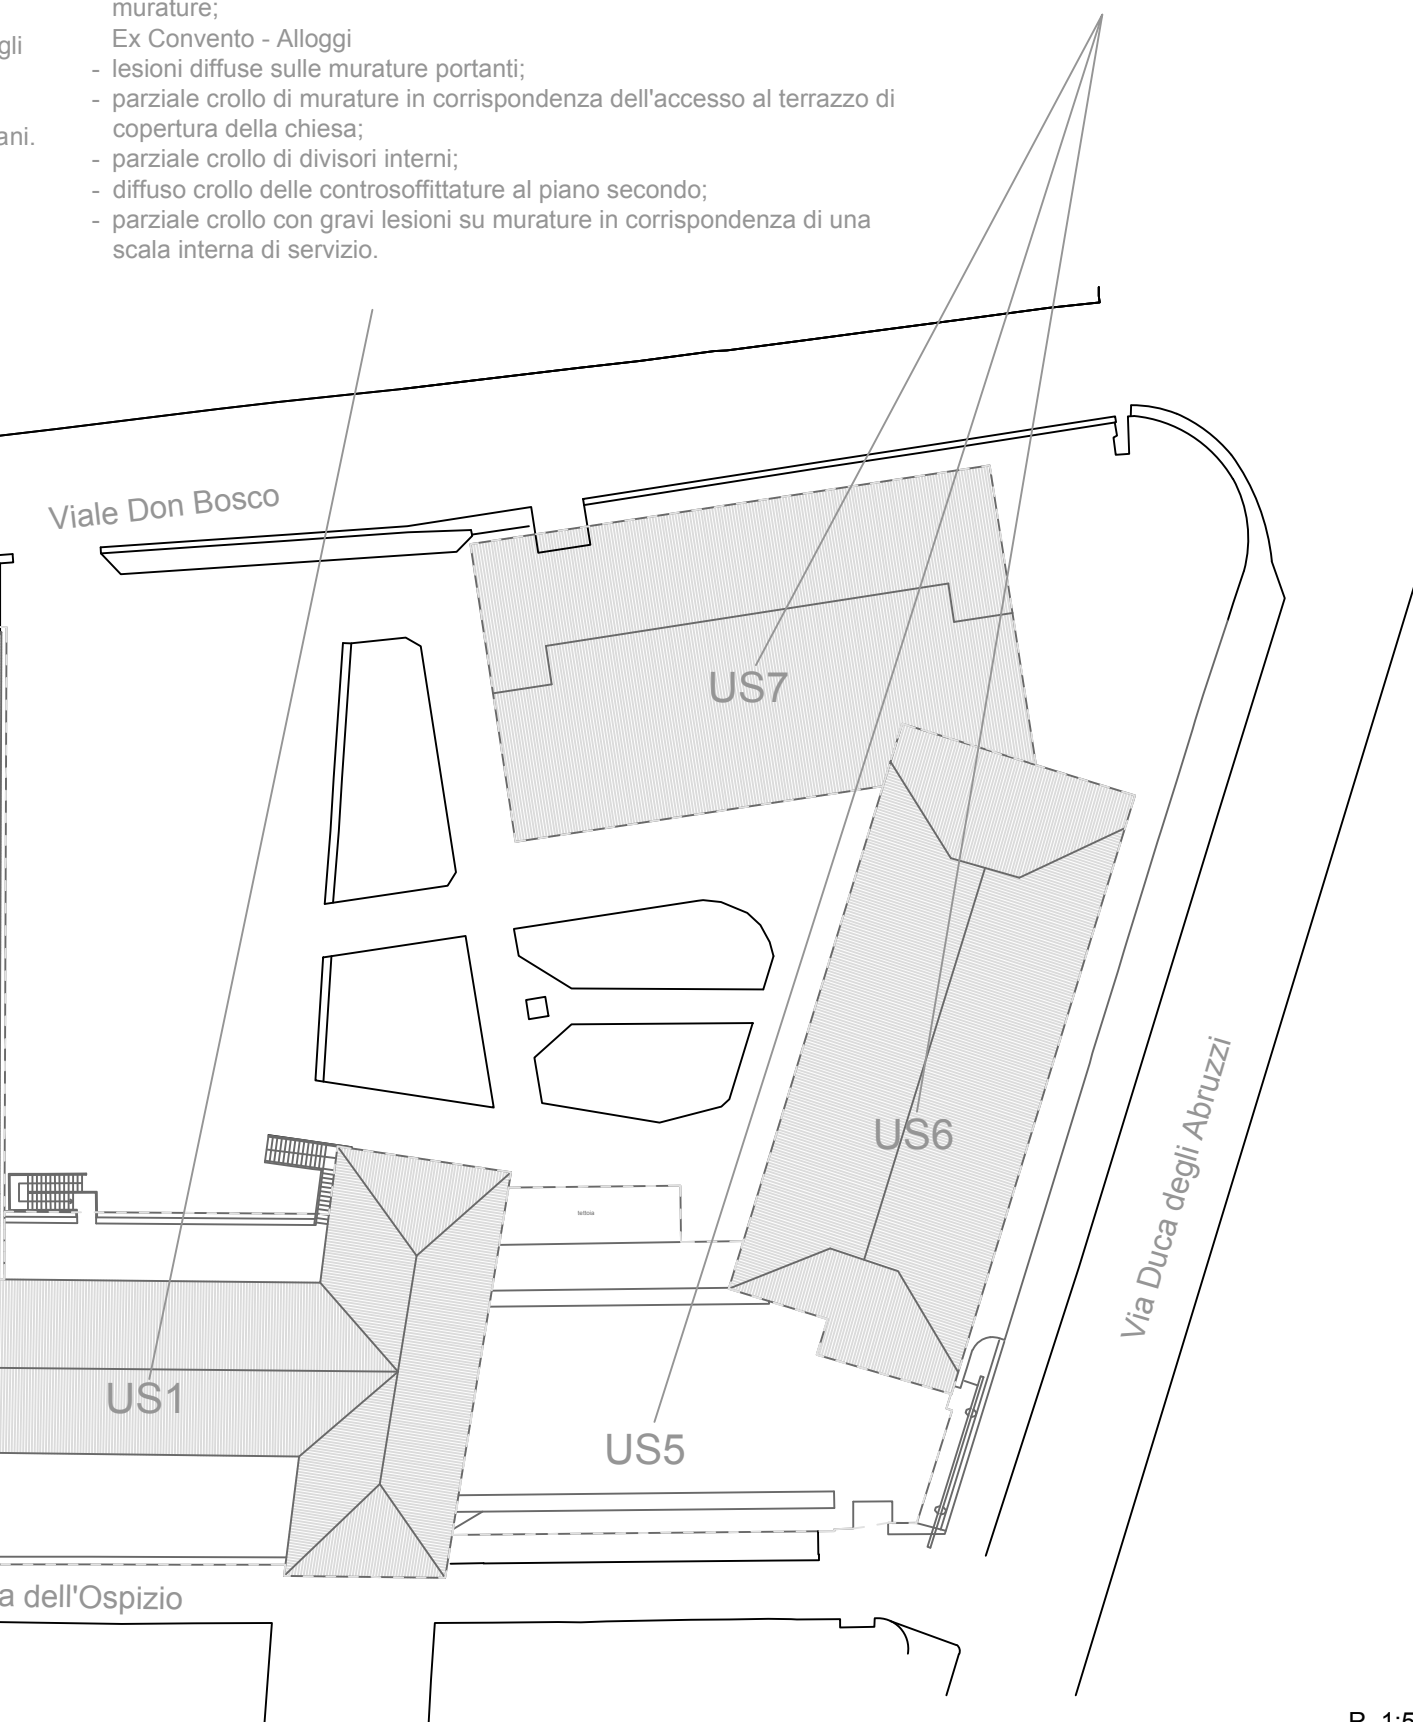 murature;
Ex Convento - Alloggi
gli
- lesioni diffuse sulle murature portanti;
- parziale crollo di murature in corrispondenza dell'accesso al terrazzo di
copertura della chiesa;
ani.
- parziale crollo di divisori interni;
- diffuso crollo delle controsoffittature al piano secondo;
- parziale crollo con gravi lesioni su murature in corrispondenza di una
scala interna di servizio.
Viale Don Bosco
US7
US6
Via Duca degli Abruzzi
tettoia
US1
US5
a dell'Ospizio
R. 1:5